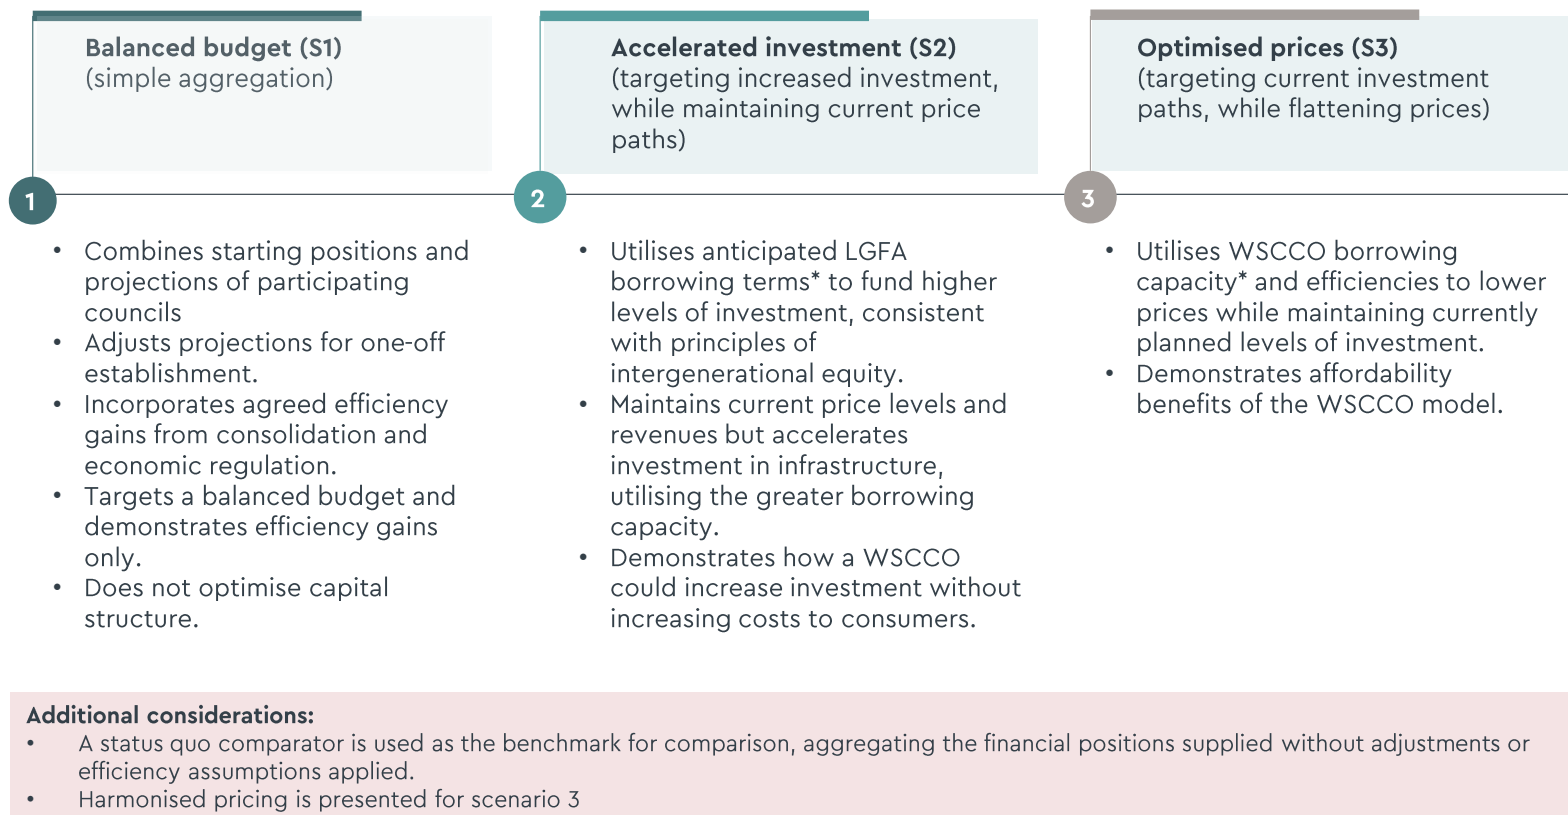 Balanced budget (S1)
(simple aggregation)
Accelerated investment (S2)
(targeting increased investment,
while maintaining current price
paths)
Optimised prices (S3)
(targeting current investment
paths, while flattening prices)
1
2
3
• Combines starting positions and
projections of participating
councils
• Adjusts projections for one-off
establishment.
• Incorporates agreed efficiency
gains from consolidation and
economic regulation.
• Targets a balanced budget and
demonstrates efficiency gains
only.
• Does not optimise capital
structure.
• Utilises anticipated LGFA
borrowing terms* to fund higher
levels of investment, consistent
with principles of
intergenerational equity.
• Maintains current price levels and
revenues but accelerates
investment in infrastructure,
utilising the greater borrowing
capacity.
• Demonstrates how a WSCCO
could increase investment without
increasing costs to consumers.
• Utilises WSCCO borrowing
capacity* and efficiencies to lower
prices while maintaining currently
planned levels of investment.
• Demonstrates affordability
benefits of the WSCCO model.
Additional considerations:
• A status quo comparator is used as the benchmark for comparison, aggregating the financial positions supplied without adjustments or
efficiency assumptions applied.
• Harmonised pricing is presented for scenario 3